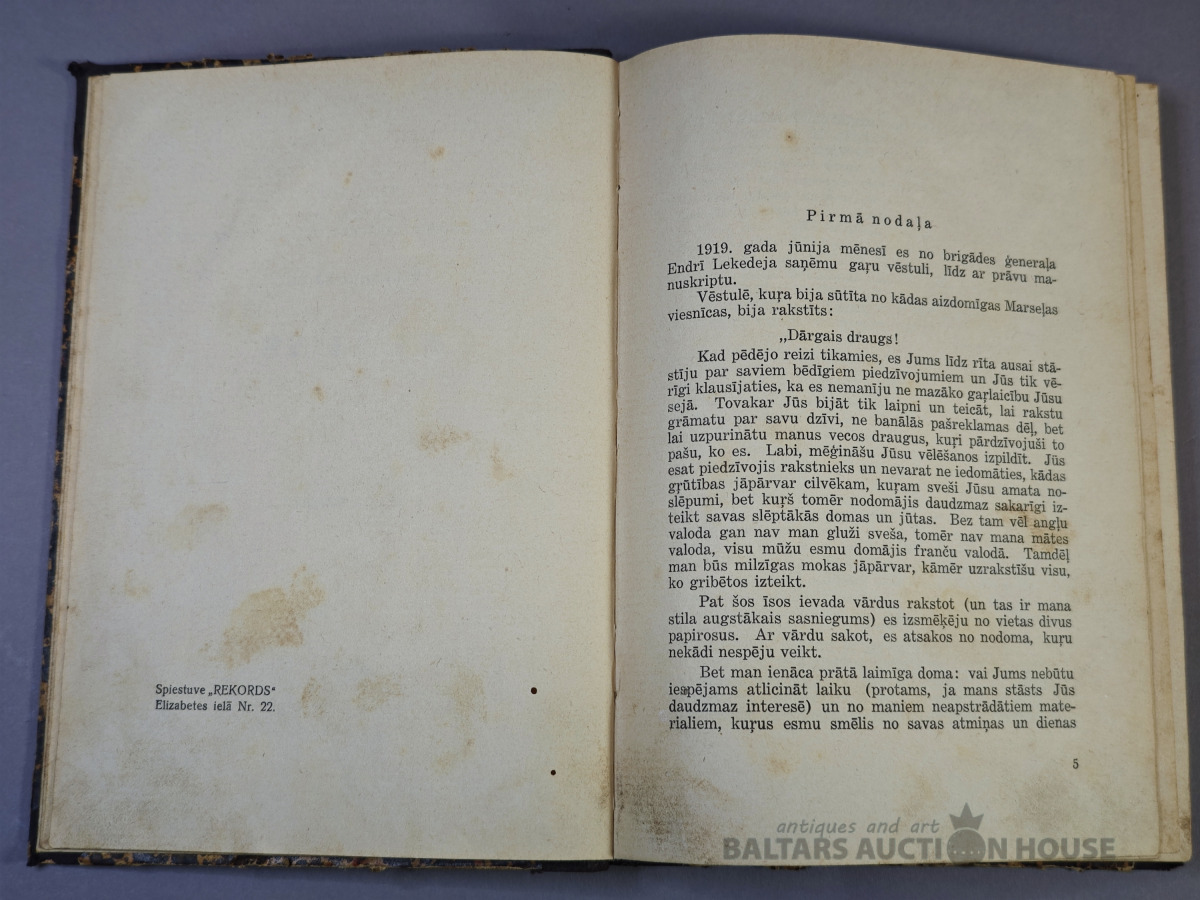 Spiestuve „REKORDS“
Elizabetes ielā Nr. 22.
Pirmā nodaļa
1919. gada jūnija mēnesī es no brigādes ģeneraļa
Endrī Lekedeja saņēmu gaŗu vēstuli, līdz ar prāvu ma-
nuskriptu.
Vēstulē, kuŗa bija sūtīta no kādas aizdomīgas Marseļas
viesnīcas, bija rakstīts:
„Dārgais draugs!
Kad pēdējo reizi tikamies, es Jums līdz rīta ausai stā-
stīju par saviem bēdīgiem piedzīvojumiem un Jūs tik vē-
rīgi klausījaties, ka es nemanīju ne mazāko gaŗlaicību Jūsu
sejā. Tovakar Jūs bijāt tik laipni un teicāt, lai rakstu
grāmatu par savu dzīvi, ne banālās pašreklamas dēļ, bet
lai uzpurinātu manus vecos draugus, kuŗi pārdzīvojuši to
pašu, ko es. Labi, mēģināšu Jūsu vēlēšanos izpildīt. Jūs
esat piedzīvojis rakstnieks un nevarat ne iedomāties, kādas
gŗūtības jāpārvar cilvēkam, kuŗam sveši Jūsu amata no-
slēpumi, bet kuŗš tomēr nodomājis daudzmaz sakarīgi iz-
teikt savas slēptākās domas un jūtas. Bez tam vēl angļu
valoda gan nav man gluži sveša, tomēr nav mana mātes
valoda, visu mūžu esmu domājis franču valodā. Tamdēļ
man būs milzīgas mokas jāpārvar, kāmēr uzrakstīšu visu,
ko gribētos izteikt.
Pat šos īsos ievada vārdus rakstot (un tas ir mana
stila augstākais sasniegums) es izsmēķēju no vietas divus
papirosus. Ar vārdu sakot, es atsakos no nodoma, kuŗu
nekādi nespēju veikt.
Bet man ienāca prātā laimīga doma: vai Jums nebūtu
iespējams atlicināt laiku (protams, ja mans stāsts Jūs
daudzmaz interesē) un no maniem neapstrādātiem mate-
rialiem, kuŗus esmu smēlis no savas atmiņas un dienas
5
antiques and art
BALTARS AUCTION HOUSE